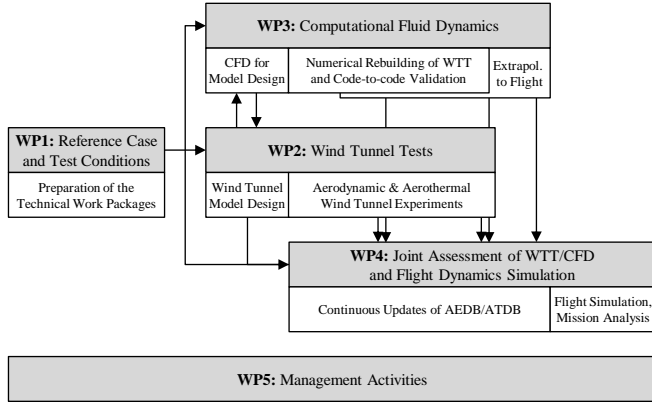 WP3: Computational Fluid Dynamics
CFD for
Model Design
Numerical Rebuilding of WTT
and Code-to-code Validation
Extrapol.
to Flight
WP1: Reference Case
and Test Conditions
Preparation of the
Technical Work Packages
WP2: Wind Tunnel Tests
Wind Tunnel
Model Design
Aerodynamic & Aerothermal
Wind Tunnel Experiments
WP4: Joint Assessment of WTT/CFD
and Flight Dynamics Simulation
Continuous Updates of AEDB/ATDB
Flight Simulation,
Mission Analysis
WP5: Management Activities